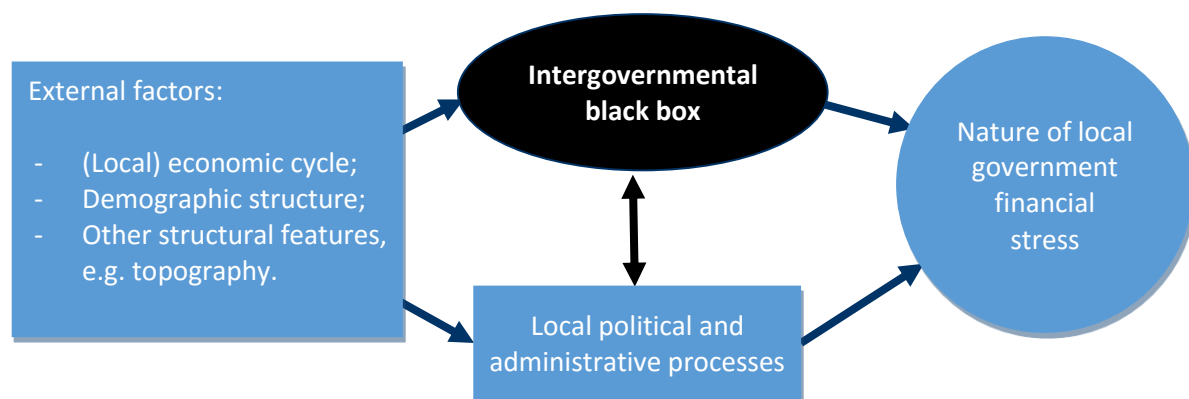 External factors:
- (Local) economic cycle;
- Demographic structure;
- Other structural features,
e.g. topography.
Intergovernmental
black box
Local political and
administrative processes
Nature of local
government
financial
stress